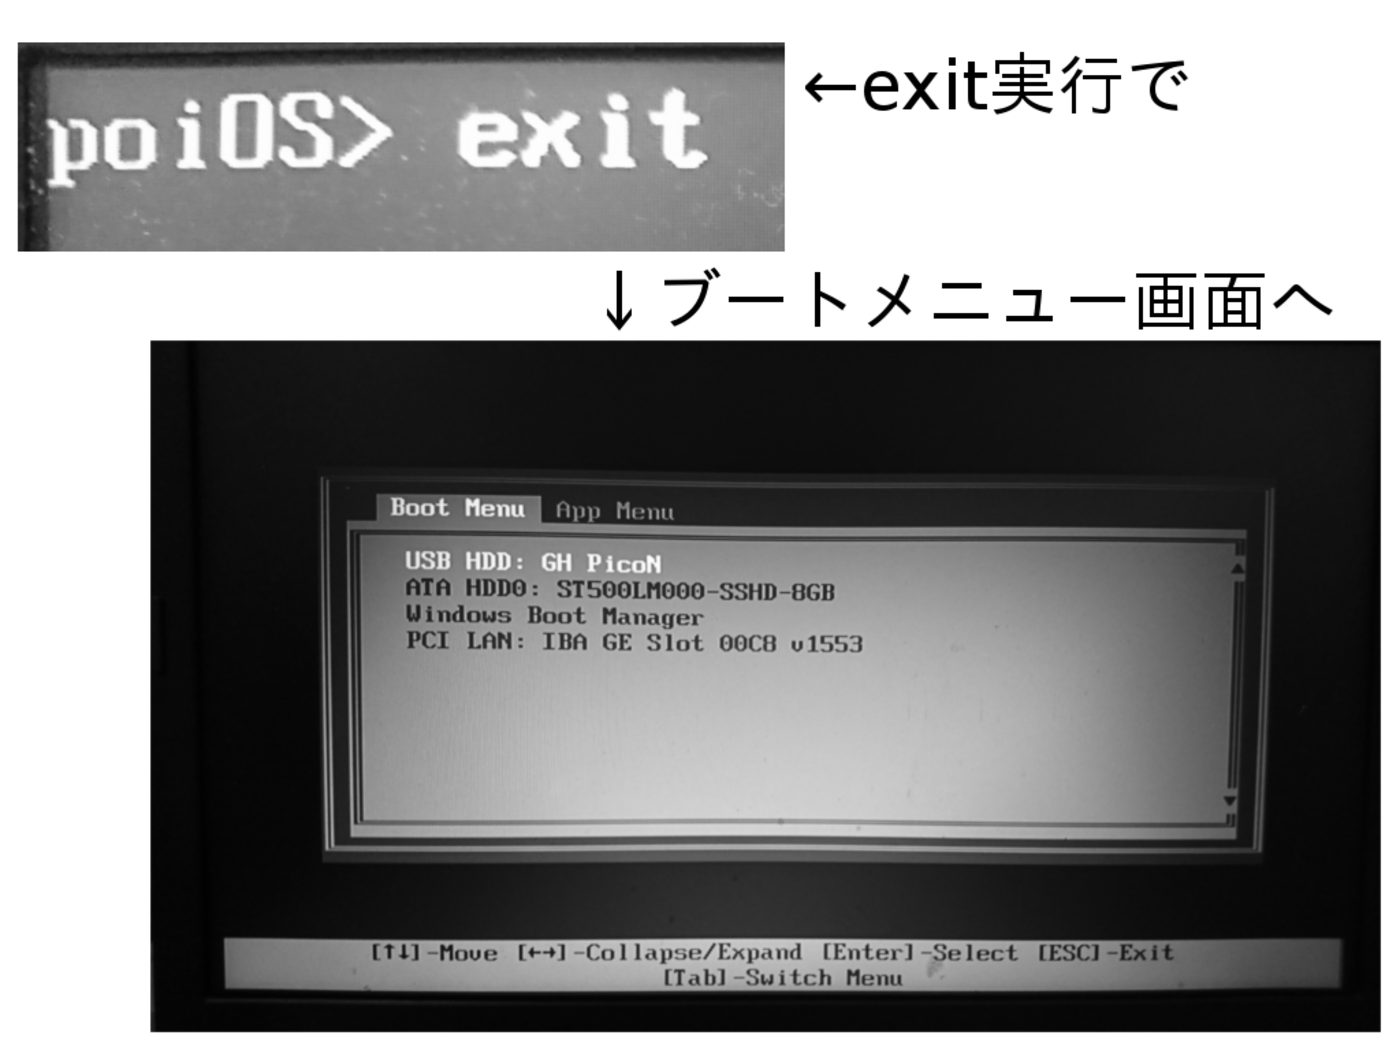 poiOS> exit
←exit実行で
↓ブートメニュー画面へ
Boot Menu App Menu
USB HDD: GH PicoN
ATA HDD0: ST500LM000-SSHD-8GB
Windows Boot Manager
PCI LAN: IBA GE Slot 00C8 v1553
[↑↓]-Move [←→]-Collapse/Expand [Enter]-Select [ESC]-Exit
[Tab]-Switch Menu